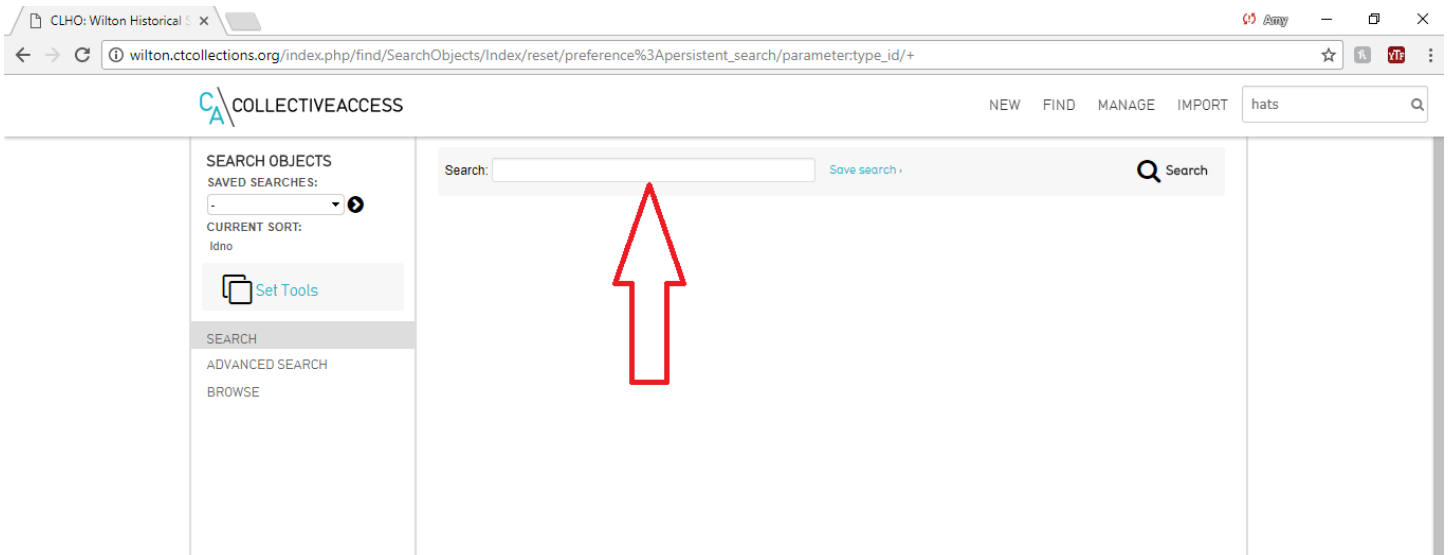 CLHO: Wilton Historical S
Amy
wilton.ctcollections.org/index.php/find/SearchObjects/Index/reset/preference%3Apersistent_search/parameter:type_id/+
YTF
CA COLLECTIVEACCESS
NEW FIND MANAGE IMPORT hats
SEARCH OBJECTS
SAVED SEARCHES:
-
CURRENT SORT:
Idno
Set Tools
SEARCH
ADVANCED SEARCH
BROWSE
Search: Save search › Search